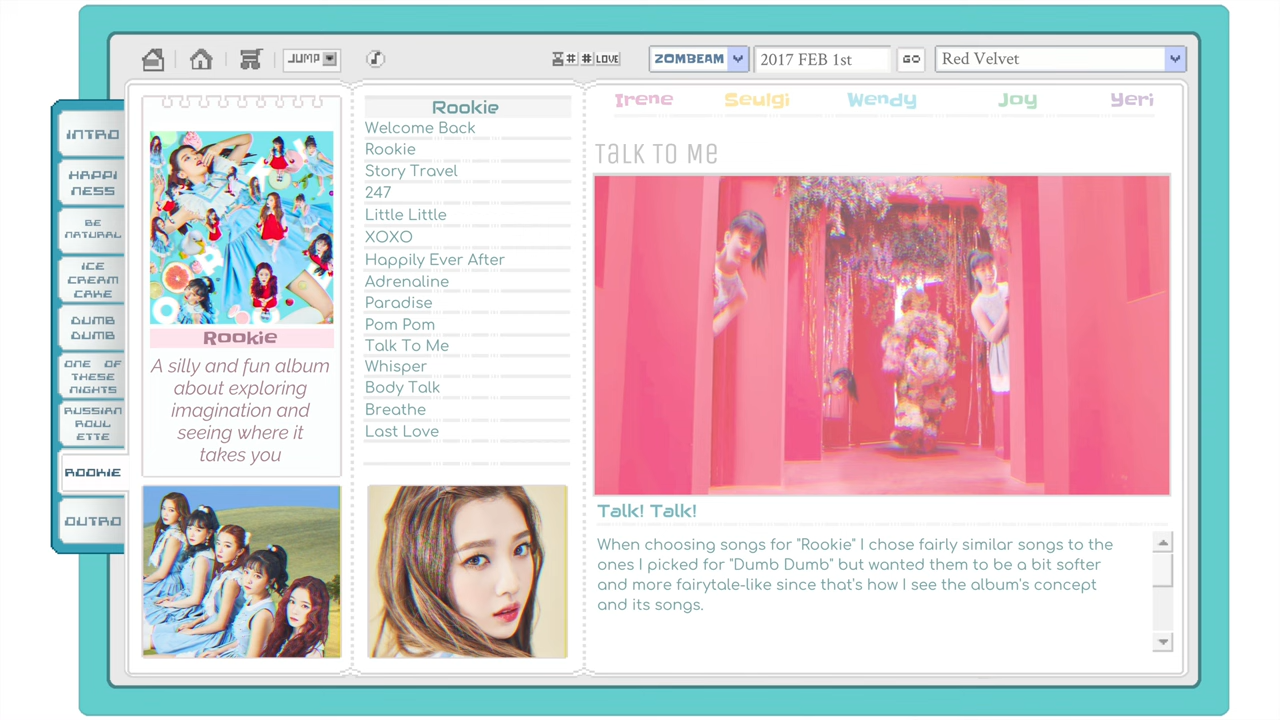 JUMP
# # LOVE
ZOMBEAM
2017 FEB 1st
GO
Red Velvet
INTRO
HAPPI
NESS
BE
NATURAL
ICE
CREAM
CAKE
DUMB
DUMB
ONE OF
THESE
NIGHTS
RUSSIAN
ROUL
ETTE
ROOKIE
OUTRO
Rookie
A silly and fun album
about exploring
imagination and
seeing where it
takes you
Rookie
Welcome Back
Rookie
Story Travel
247
Little Little
XOXO
Happily Ever After
Adrenaline
Paradise
Pom Pom
Talk To Me
Whisper
Body Talk
Breathe
Last Love
Irene Seulgi Wendy Joy Yeri
TalK TO Me
Talk! Talk!
When choosing songs for "Rookie" I chose fairly similar songs to the
ones I picked for "Dumb Dumb" but wanted them to be a bit softer
and more fairytale-like since that's how I see the album's concept
and its songs.